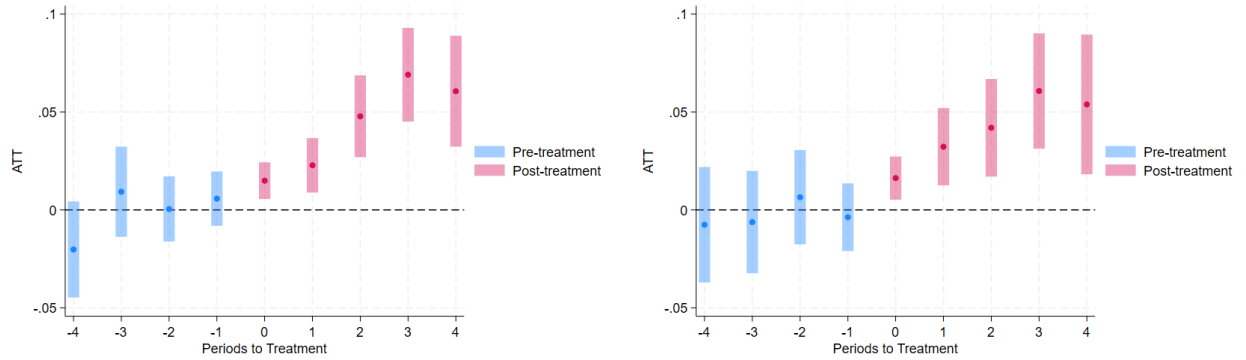 .1
.05
0
-.05
ATT
-4 -3 -2 -1 0 1 2 3 4
Periods to Treatment
Pre-treatment
Post-treatment
.1
.05
0
-.05
ATT
-4 -3 -2 -1 0 1 2 3 4
Periods to Treatment
Pre-treatment
Post-treatment